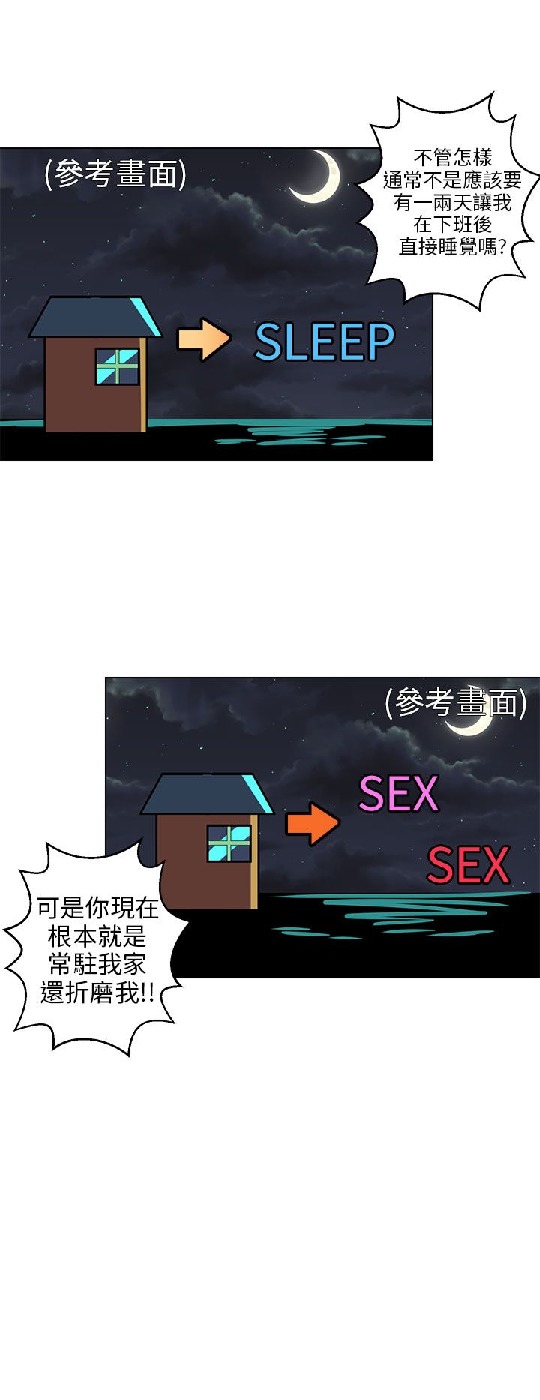 (參考畫面)
不管怎樣
通常不是應該要
有一兩天讓我
在下班後
直接睡覺嗎?
SLEEP
(參考畫面)
SEX
SEX
可是你現在
根本就是
常駐我家
還折磨我!!